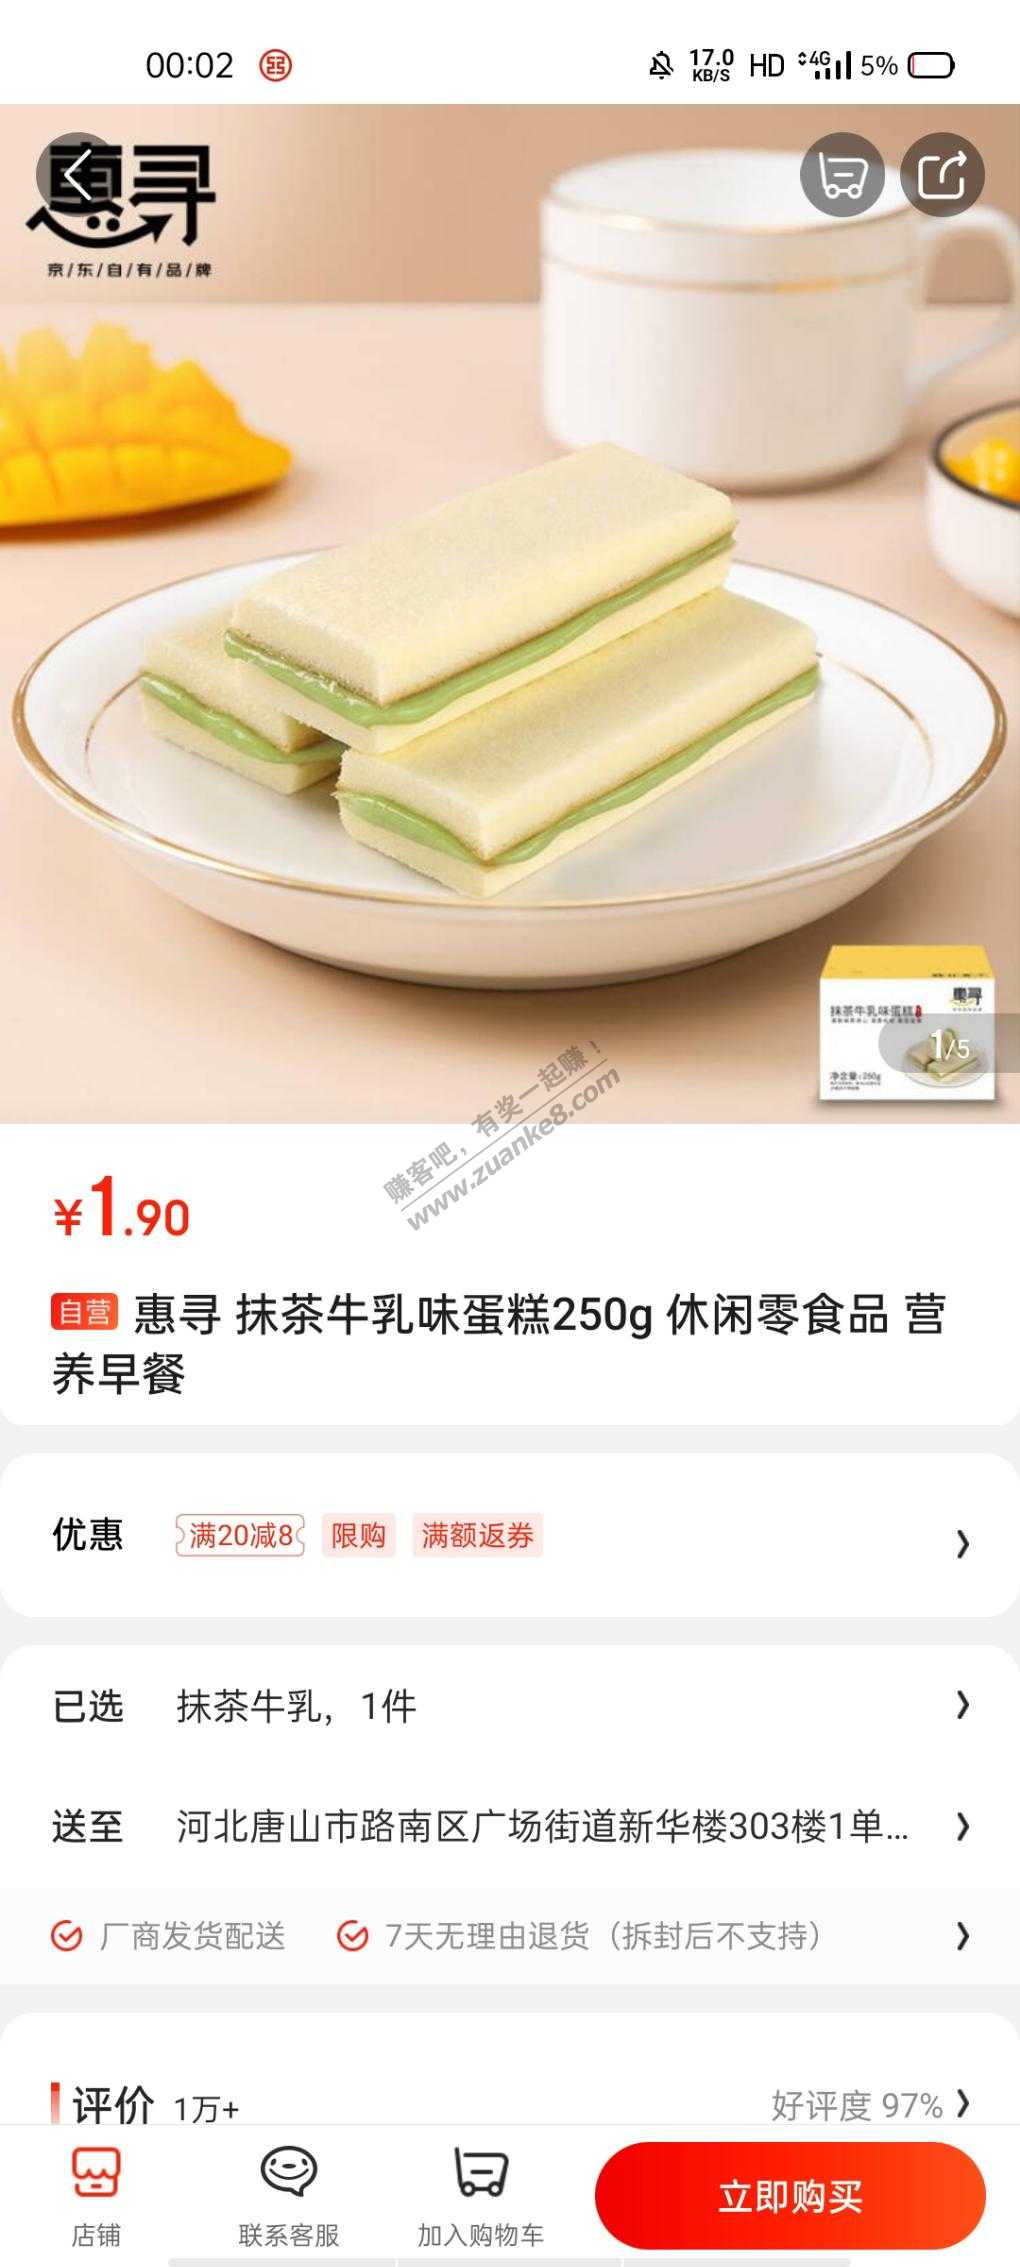 00:02
17.0 KB/S HD 4G 5%
惠寻
京/东/自/有/品/牌
惠寻
抹茶牛乳味蛋糕
净含量:250g
1/5
赚客吧，有奖一起赚！
www.zuanke8.com
¥1.90
自营 惠寻 抹茶牛乳味蛋糕250g 休闲零食品 营
养早餐
优惠 满20减8 限购 满额返券
已选 抹茶牛乳，1件
送至 河北唐山市路南区广场街道新华楼303楼1单...
厂商发货配送 7天无理由退货（拆封后不支持）
评价 1万+ 好评度 97%
店铺 联系客服 加入购物车 立即购买